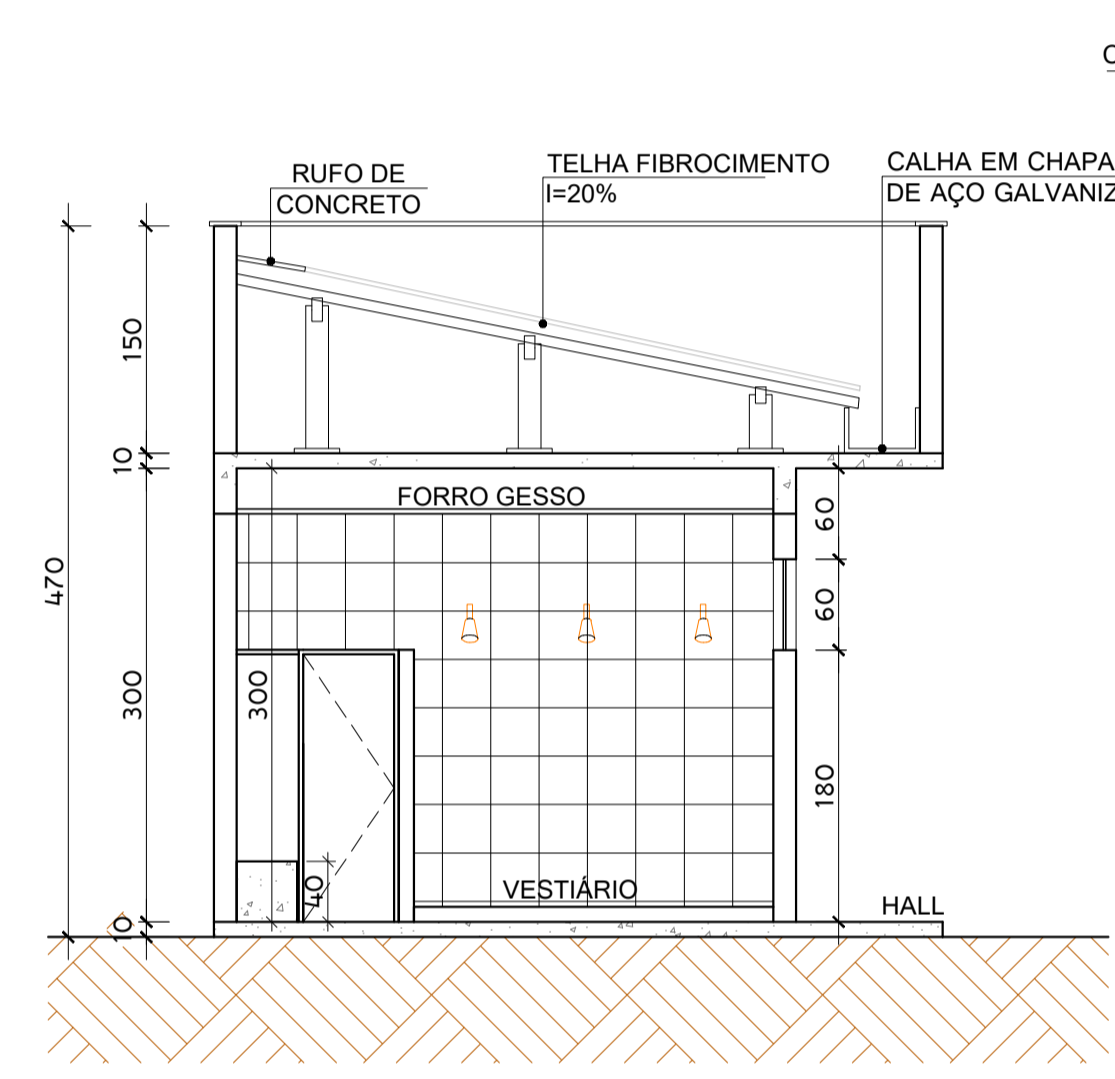 C
RUFO DE
CONCRETO
TELHA FIBROCIMENTO
I=20%
CALHA EM CHAPA
DE AÇO GALVANIZ
150
10
470
300
10
FORRO GESSO
60
60
180
300
40
VESTIÁRIO
HALL